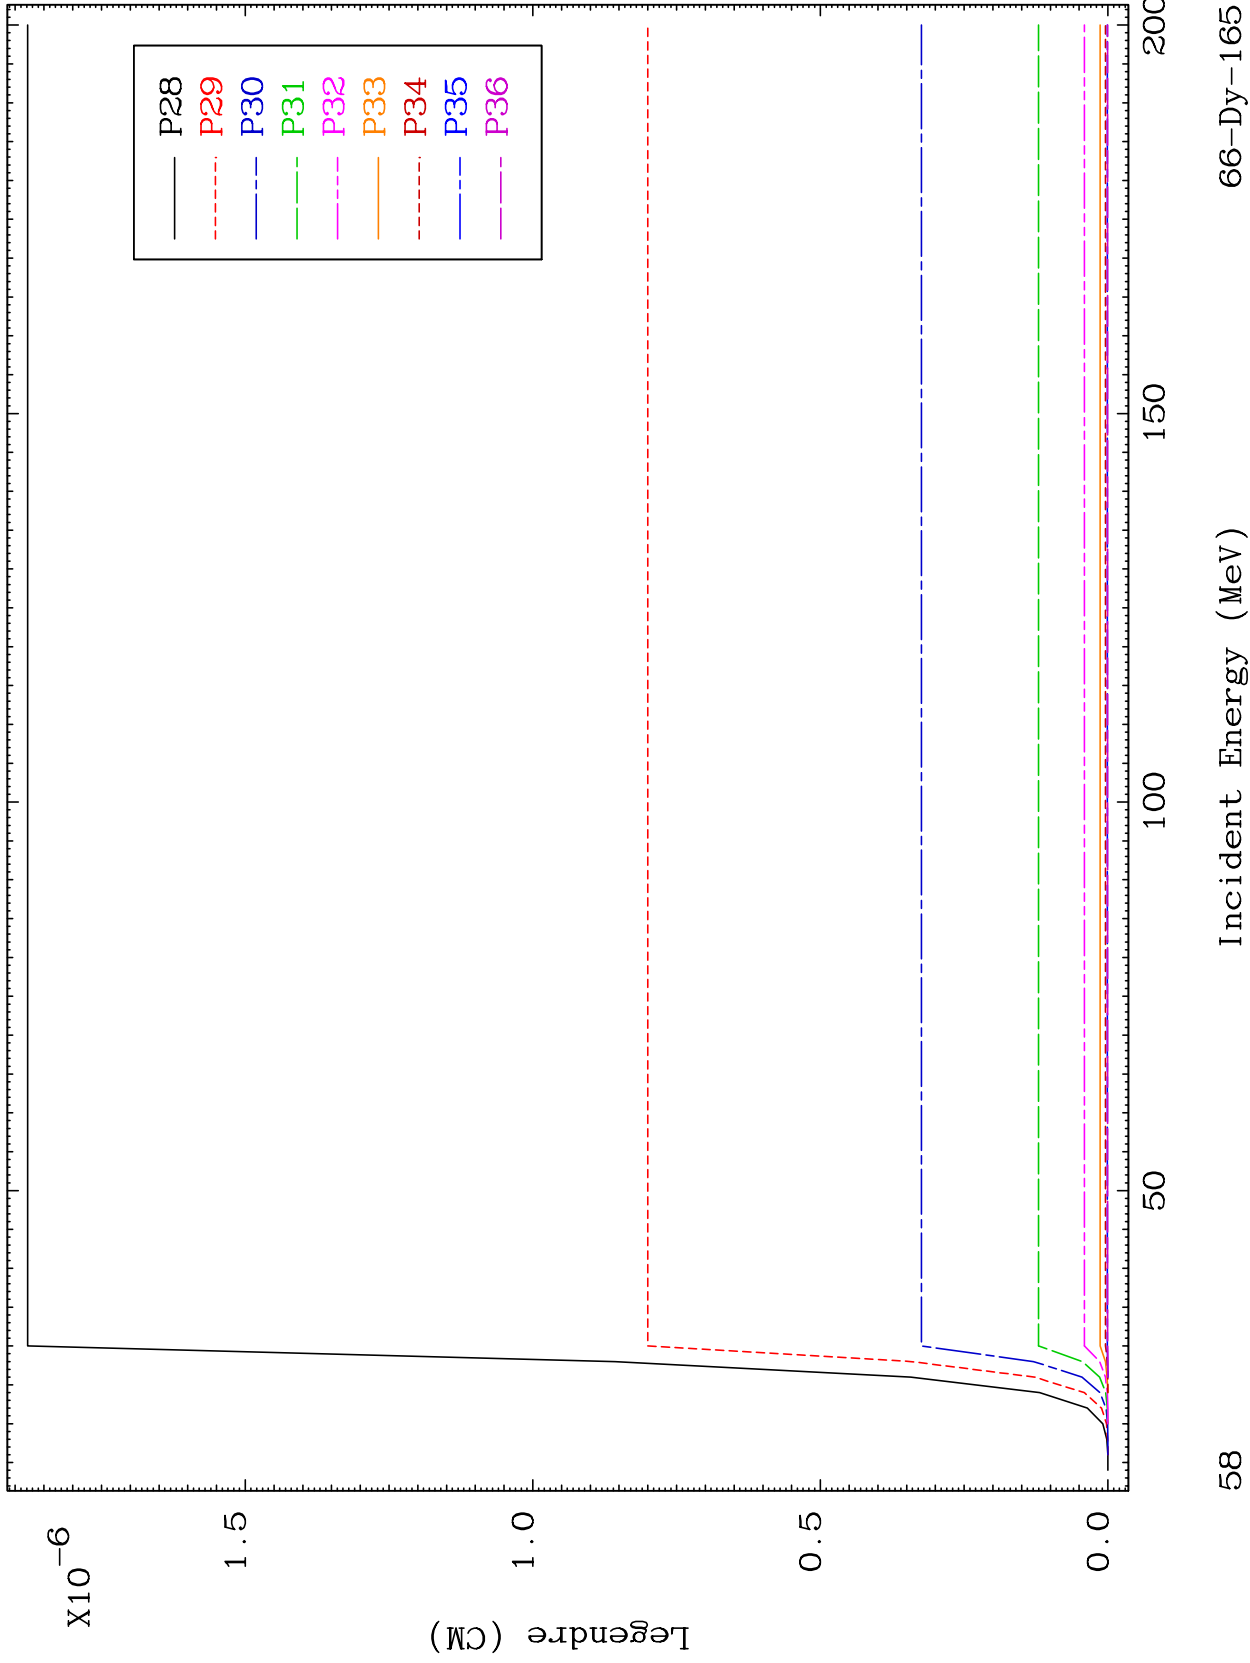 X10-6
1.5
1.0
0.5
0.0
Legendre (CM)
P28
P29
P30
P31
P32
P33
P34
P35
P36
50
100
150
200
Incident Energy (MeV)
58
66-Dy-165